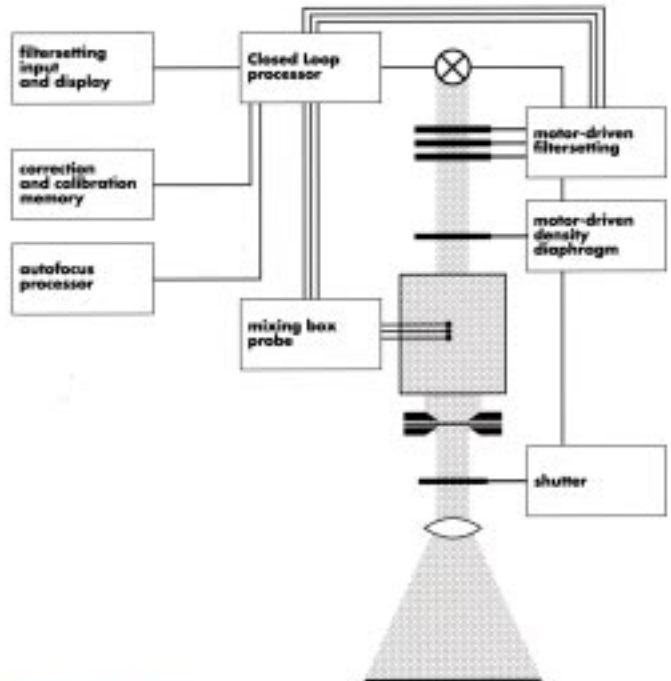 filtersetting
input
and display
Closed Loop
processor
motor-driven
filtersetting
correction
and calibration
memory
motor-driven
density
diaphragm
autofocus
processor
mixing box
probe
shutter